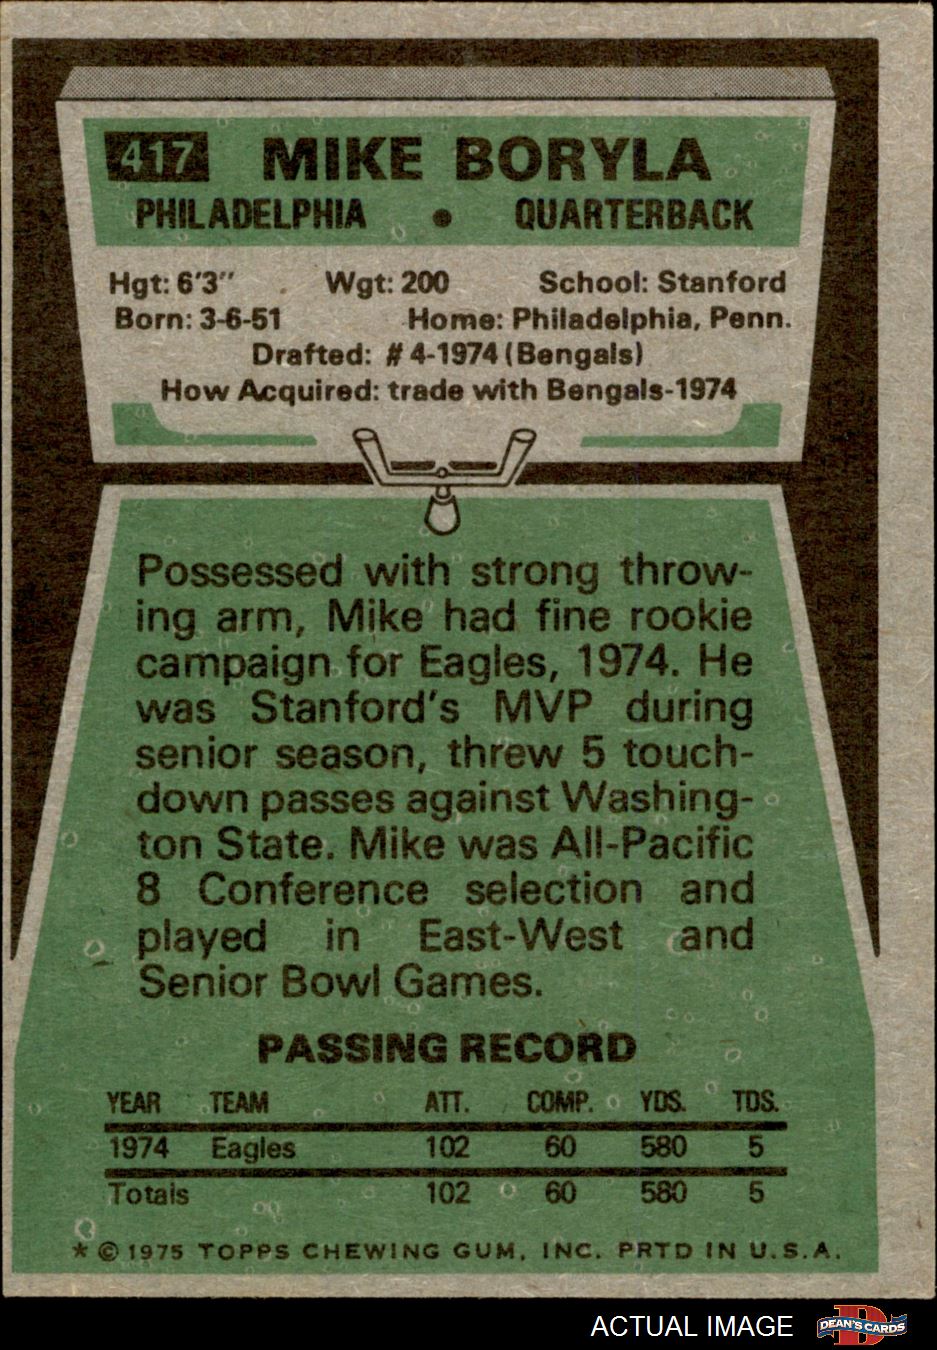 417 MIKE BORYLA
PHILADELPHIA • QUARTERBACK
Hgt: 6'3" Wgt: 200 School: Stanford
Born: 3-6-51 Home: Philadelphia, Penn.
Drafted: #4-1974 (Bengals)
How Acquired: trade with Bengals-1974
Possessed with strong throw-
ing arm, Mike had fine rookie
campaign for Eagles, 1974. He
was Stanford's MVP during
senior season, threw 5 touch-
down passes against Washing-
ton State. Mike was All-Pacific
8 Conference selection and
played in East-West and
Senior Bowl Games.
PASSING RECORD
YEAR TEAM ATT. COMP. YDS. TDS.
1974 Eagles 102 60 580 5
Totals 102 60 580 5
* © 1975 TOPPS CHEWING GUM, INC. PRTD IN U.S.A.
ACTUAL IMAGE DEAN'S CARDS